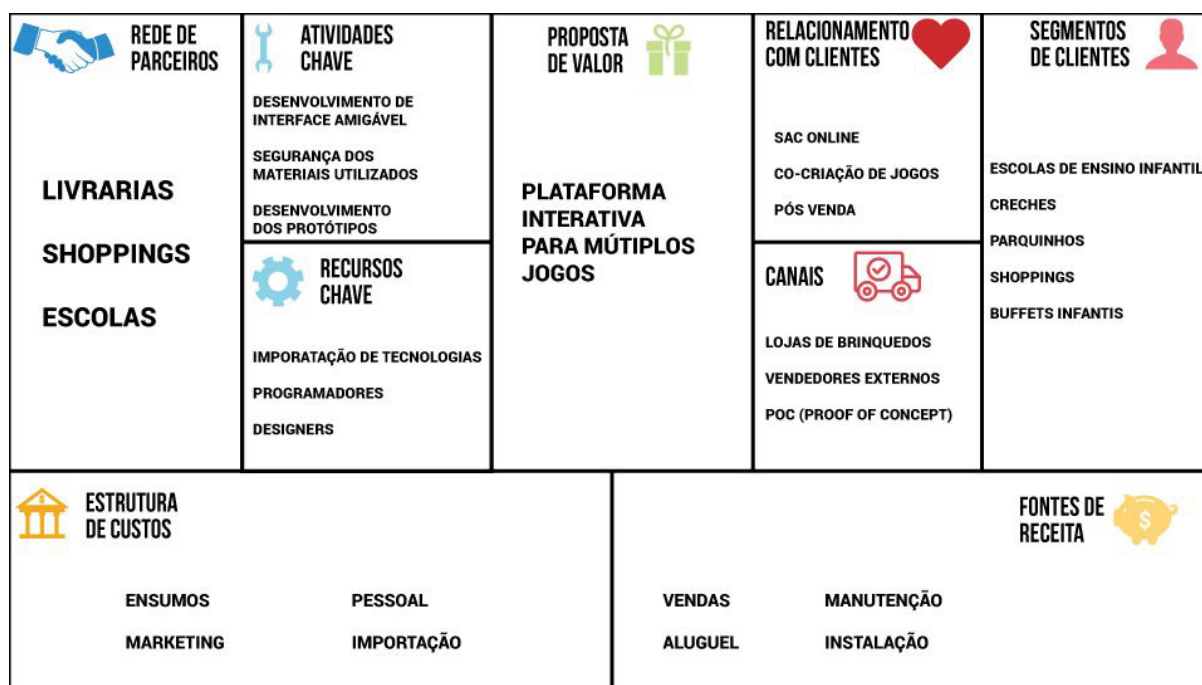 REDE DE
PARCEIROS
LIVRARIAS
SHOPPINGS
ESCOLAS
ATIVIDADES
CHAVE
DESENVOLVIMENTO DE
INTERFACE AMIGÁVEL
SEGURANÇA DOS
MATERIAIS UTILIZADOS
DESENVOLVIMENTO
DOS PROTÓTIPOS
RECURSOS
CHAVE
IMPORATAÇÃO DE TECNOLOGIAS
PROGRAMADORES
DESIGNERS
PROPOSTA
DE VALOR
PLATAFORMA
INTERATIVA
PARA MÚTIPLOS
JOGOS
RELACIONAMENTO
COM CLIENTES
SAC ONLINE
CO-CRIAÇÃO DE JOGOS
PÓS VENDA
CANAIS
LOJAS DE BRINQUEDOS
VENDEDORES EXTERNOS
POC (PROOF OF CONCEPT)
SEGMENTOS
DE CLIENTES
ESCOLAS DE ENSINO INFANTIL
CRECHES
PARQUINHOS
SHOPPINGS
BUFFETS INFANTIS
ESTRUTURA
DE CUSTOS
ENSUMOS PESSOAL
MARKETING IMPORTAÇÃO
FONTES DE
RECEITA
$
VENDAS MANUTENÇÃO
ALUGUEL INSTALAÇÃO